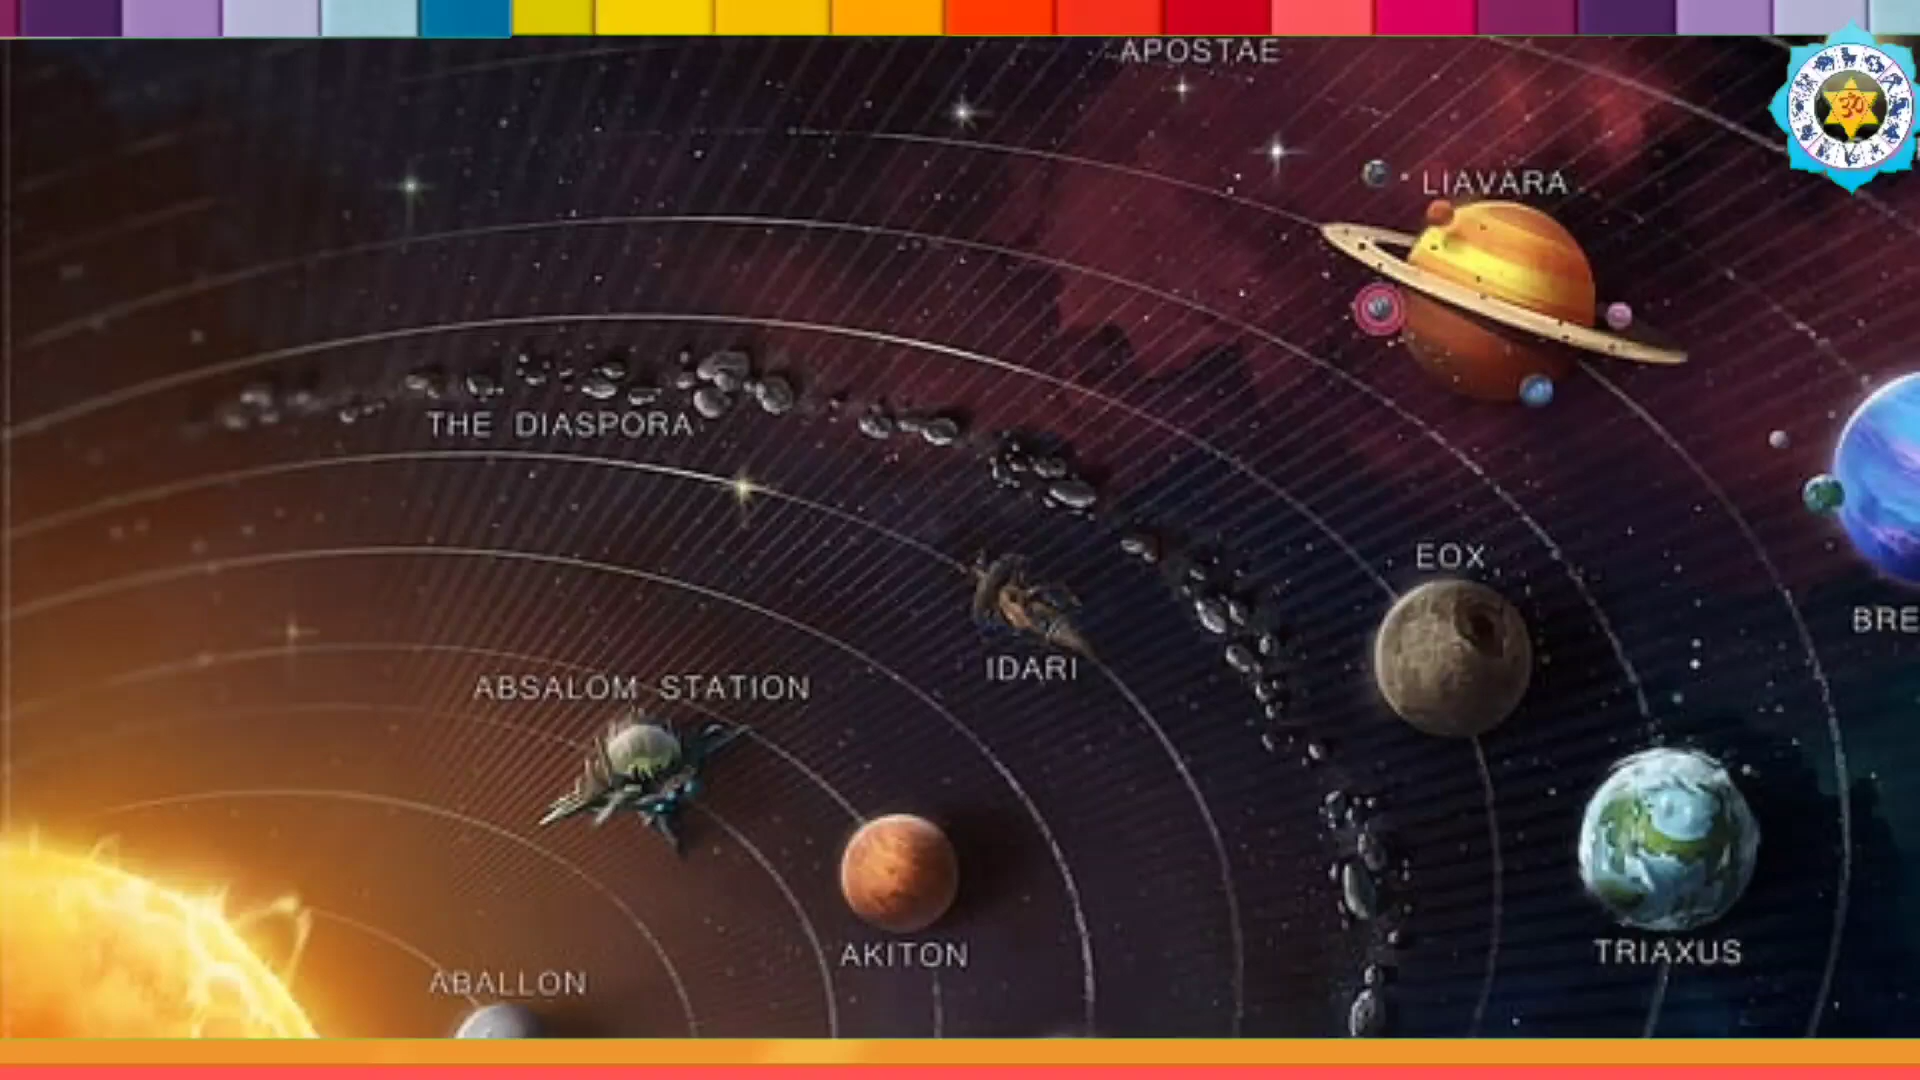 APOSTAE
LIAVARA
ॐ
THE DIASPORA
EOX
BRE
IDARI
ABSALOM STATION
AKITON
TRIAXUS
ABALLON